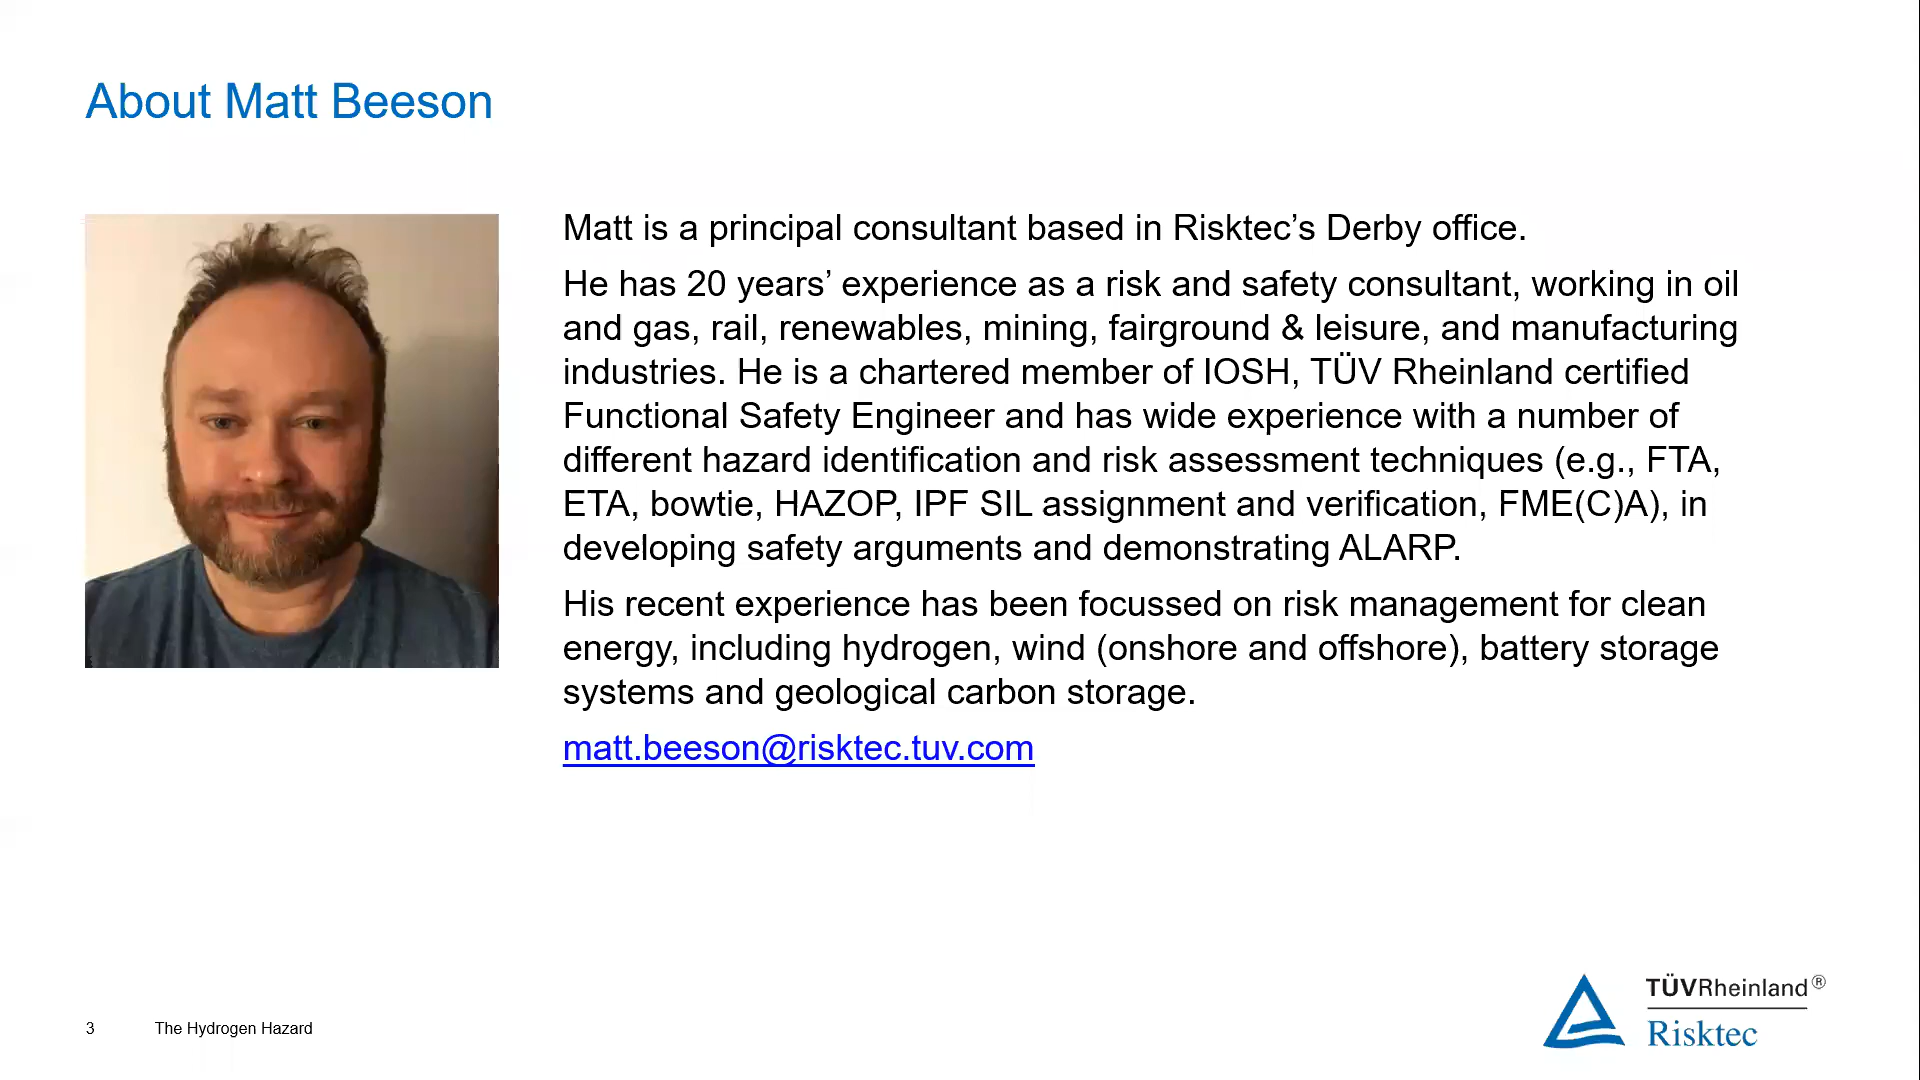 About Matt Beeson
Matt is a principal consultant based in Risktec’s Derby office.
He has 20 years’ experience as a risk and safety consultant, working in oil
and gas, rail, renewables, mining, fairground & leisure, and manufacturing
industries. He is a chartered member of IOSH, TÜV Rheinland certified
Functional Safety Engineer and has wide experience with a number of
different hazard identification and risk assessment techniques (e.g., FTA,
ETA, bowtie, HAZOP, IPF SIL assignment and verification, FME(C)A), in
developing safety arguments and demonstrating ALARP.
His recent experience has been focussed on risk management for clean
energy, including hydrogen, wind (onshore and offshore), battery storage
systems and geological carbon storage.
matt.beeson@risktec.tuv.com
3 The Hydrogen Hazard
TÜVRheinland®
Risktec